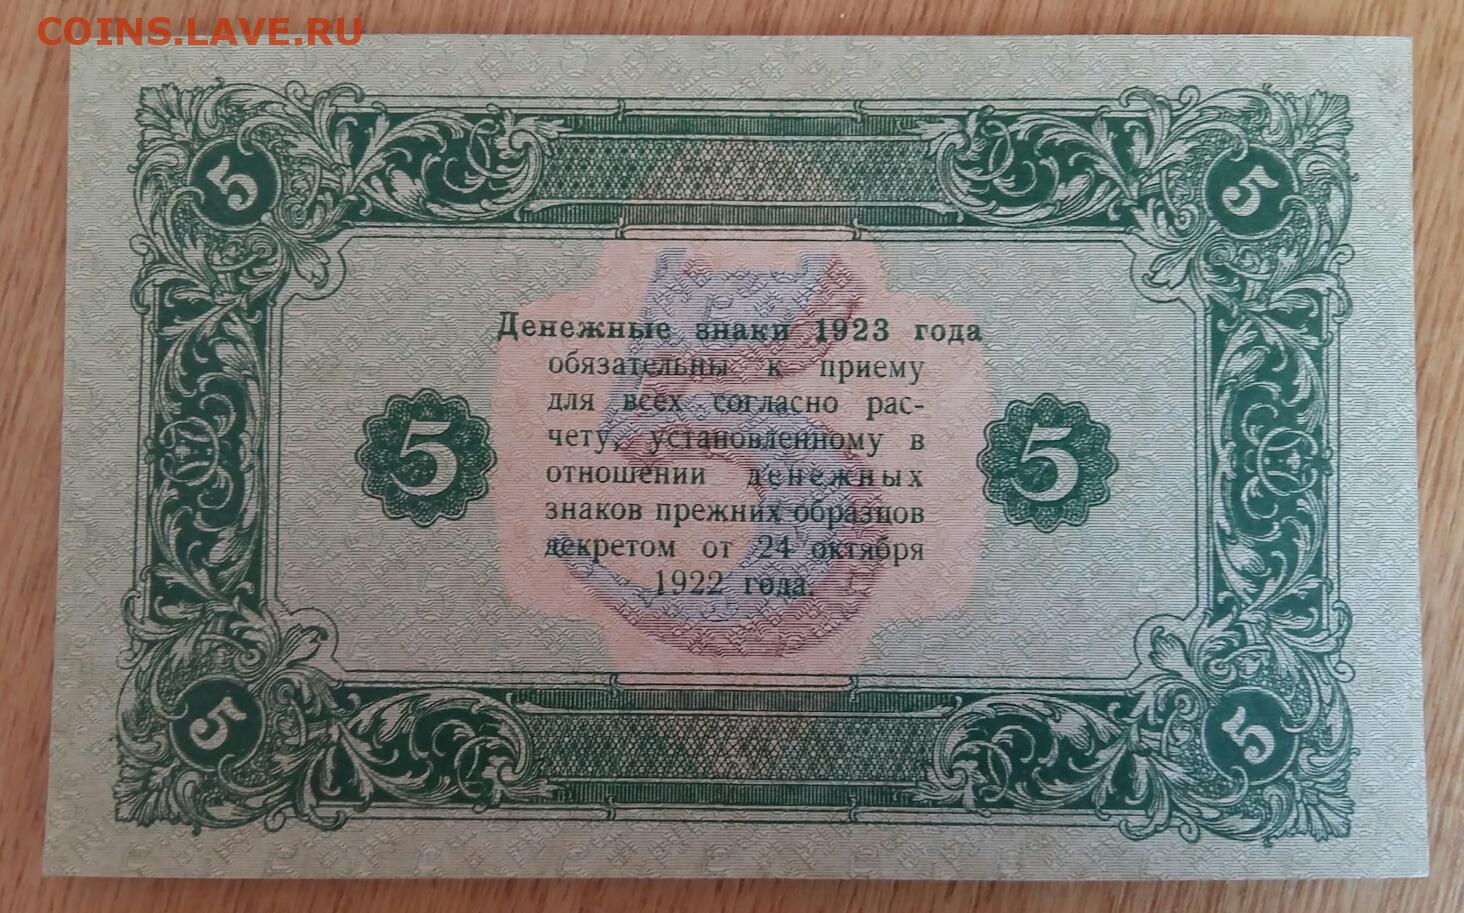 COINS.LAVE.RU
5 5
Денежные знаки 1923 года
обязательны к приему
для всех согласно рас-
чету, установленному в
5 5
отношении денежных
знаков прежних образцов
декретом от 24 октября
1922 года.
5 5